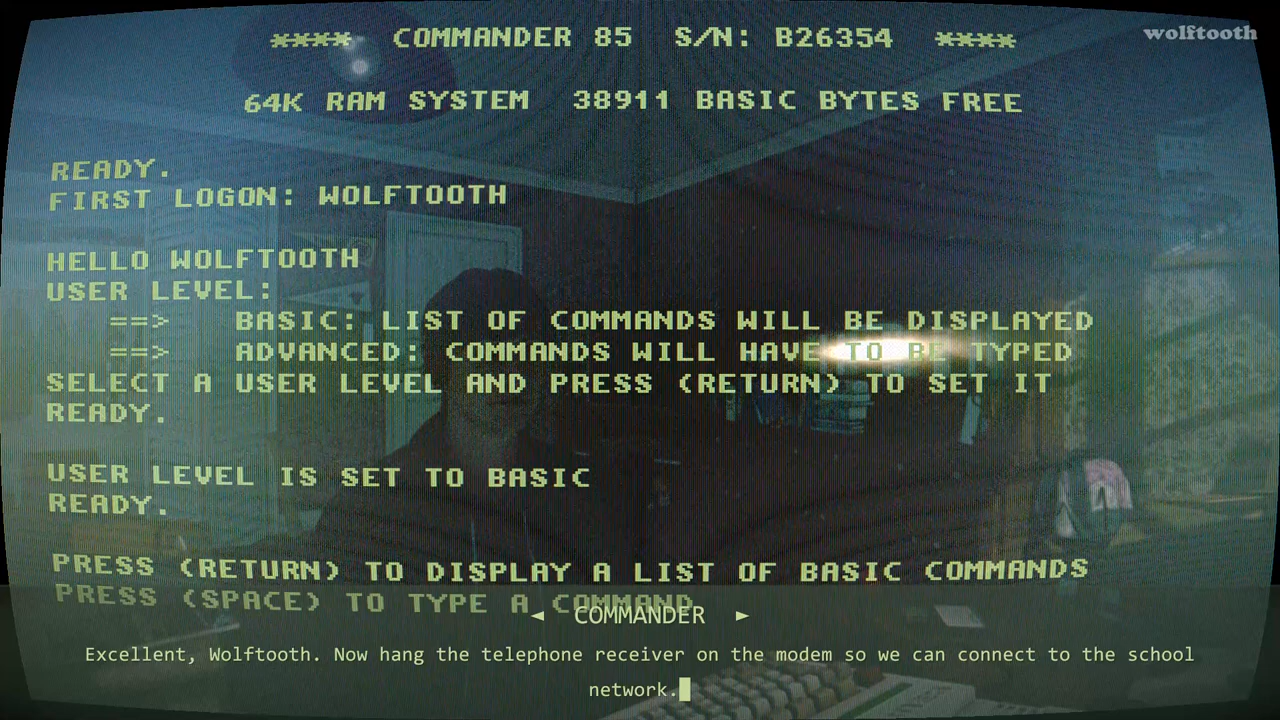 **** COMMANDER 85 S/N: B26354 ****
wolftooth
64K RAM SYSTEM 38911 BASIC BYTES FREE
READY.
FIRST LOGON: WOLFTOOTH
HELLO WOLFTOOTH
USER LEVEL:
==> BASIC: LIST OF COMMANDS WILL BE DISPLAYED
==> ADVANCED: COMMANDS WILL HAVE TO BE TYPED
SELECT A USER LEVEL AND PRESS (RETURN) TO SET IT
READY.
USER LEVEL IS SET TO BASIC
READY.
PRESS (RETURN) TO DISPLAY A LIST OF BASIC COMMANDS
PRESS (SPACE) TO TYPE A COMMAND
◄ COMMANDER ►
Excellent, Wolftooth. Now hang the telephone receiver on the modem so we can connect to the school
network.